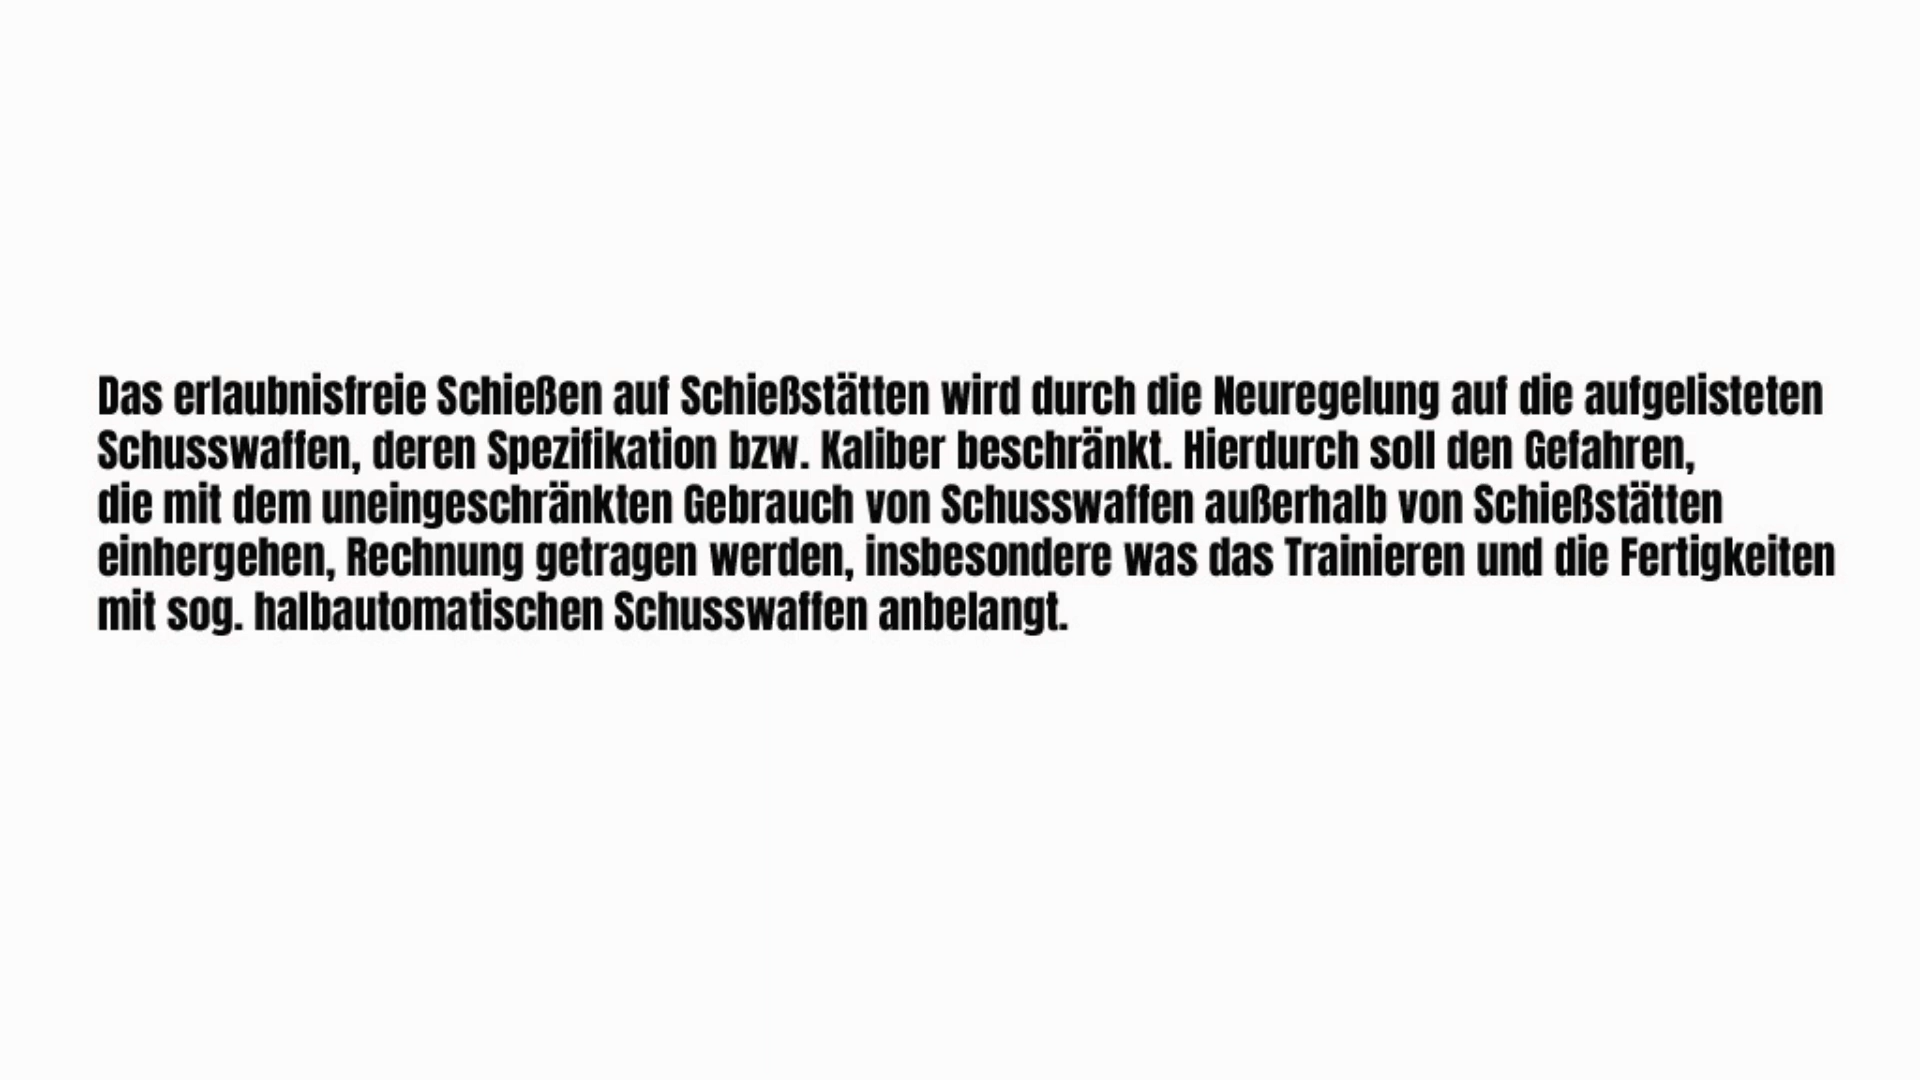 Das erlaubnisfreie Schießen auf Schießstätten wird durch die Neuregelung auf die aufgelisteten
Schusswaffen, deren Spezifikation bzw. Kaliber beschränkt. Hierdurch soll den Gefahren,
die mit dem uneingeschränkten Gebrauch von Schusswaffen außerhalb von Schießstätten
einhergehen, Rechnung getragen werden, insbesondere was das Trainieren und die Fertigkeiten
mit sog. halbautomatischen Schusswaffen anbelangt.